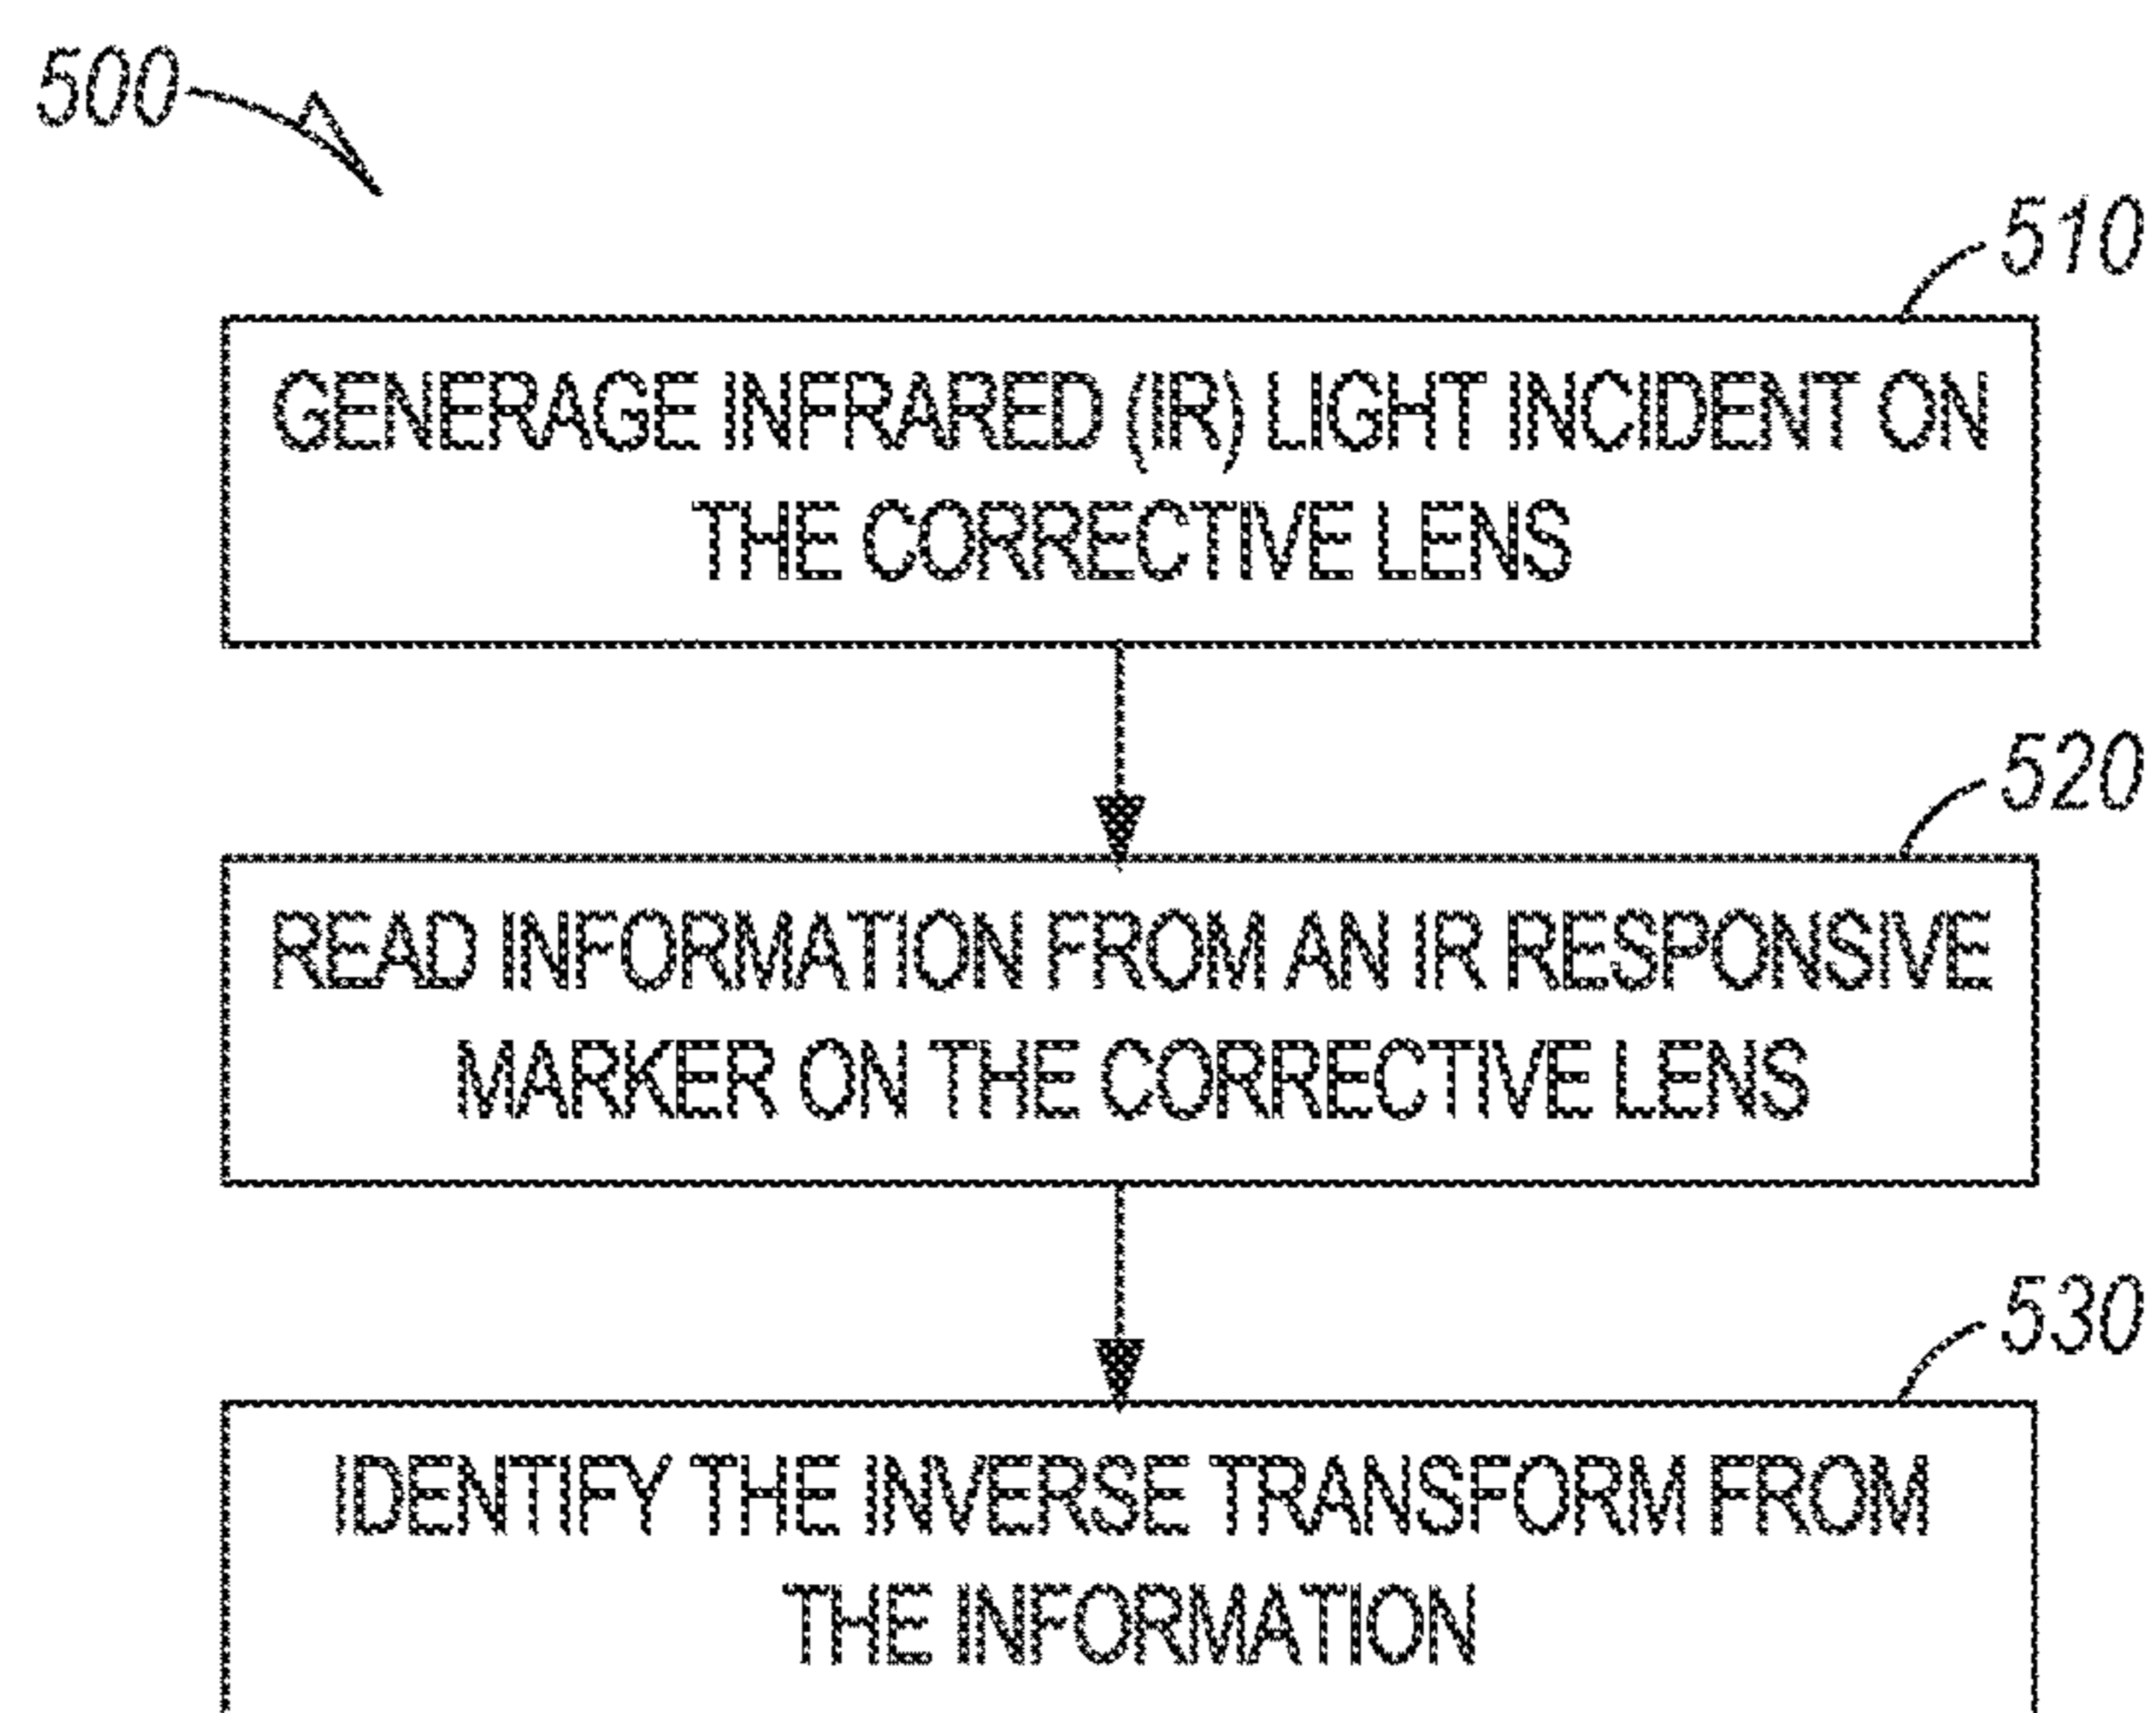 500
510
GENERAGE INFRARED (IR) LIGHT INCIDENT ON
THE CORRECTIVE LENS
520
READ INFORMATION FROM AN IR RESPONSIVE
MARKER ON THE CORRECTIVE LENS
530
IDENTIFY THE INVERSE TRANSFORM FROM
THE INFORMATION